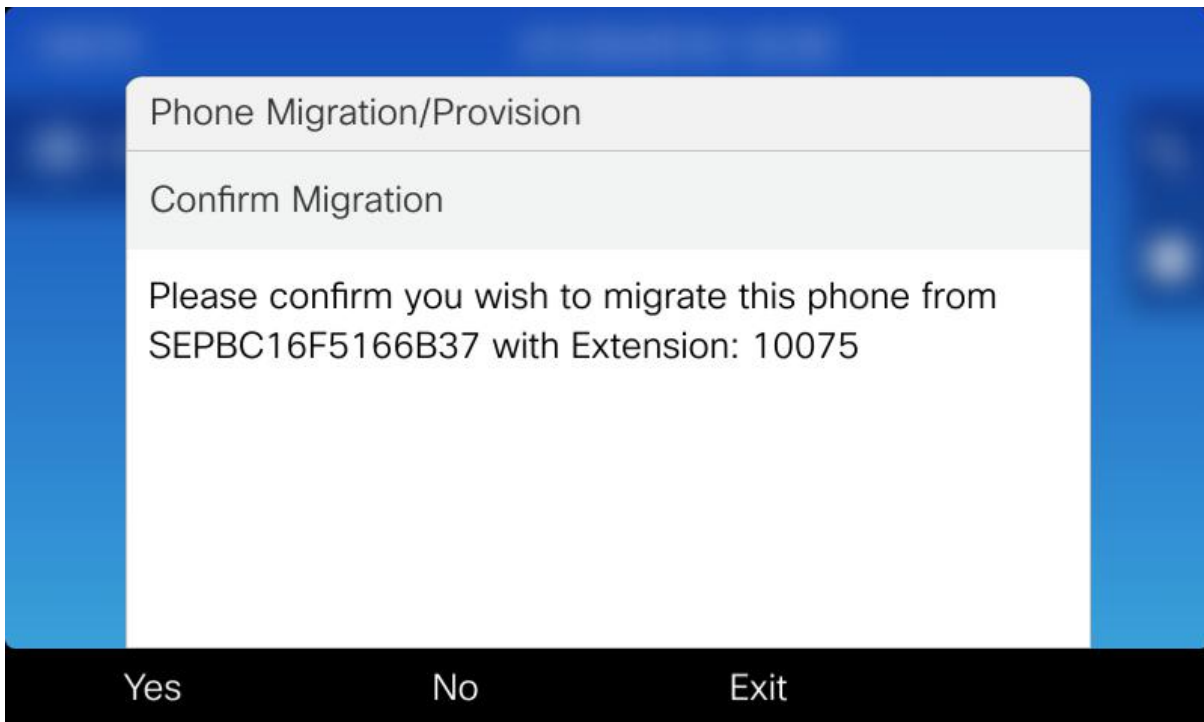 Phone Migration/Provision
Confirm Migration
Please confirm you wish to migrate this phone from
SEPBC16F5166B37 with Extension: 10075
Yes No Exit